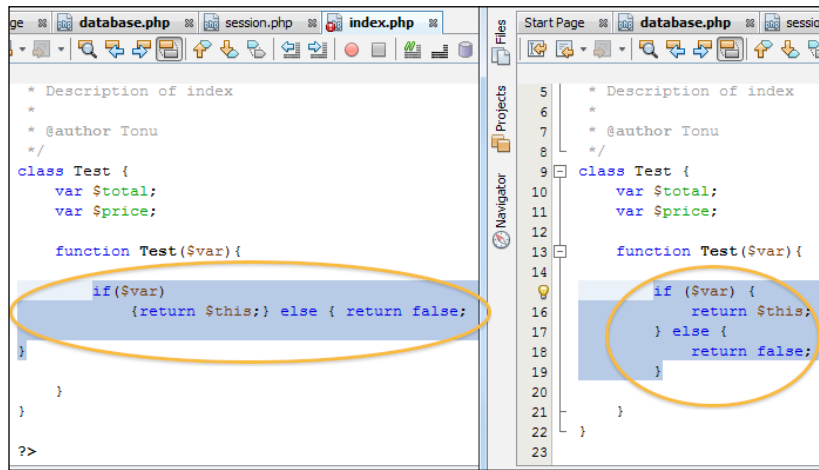 ge database.php session.php index.php
* Description of index
*
* @author Tonu
*/
class Test {
var $total;
var $price;
function Test($var){
if($var)
{return $this;} else { return false;
}
}
}
?>
Files
Projects
Navigator
Start Page database.php sessio
5 * Description of index
6 *
7 * @author Tonu
8 */
9 class Test {
10 var $total;
11 var $price;
12
13 function Test($var){
14
if ($var) {
16 return $this;
17 } else {
18 return false;
19 }
20
21 }
22 }
23